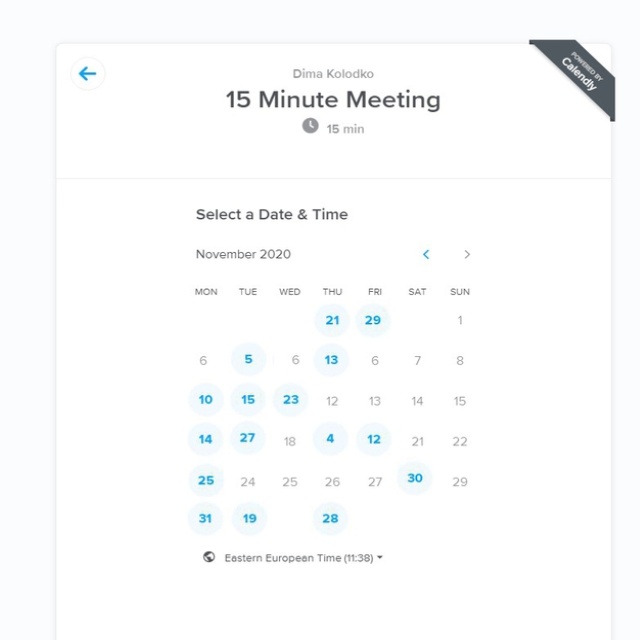 POWERED BY
Calendly
Dima Kolodko
15 Minute Meeting
15 min
Select a Date & Time
November 2020 < >
MON TUE WED THU FRI SAT SUN
21 29 1
6 5 6 13 6 7 8
10 15 23 12 13 14 15
14 27 18 4 12 21 22
25 24 25 26 27 30 29
31 19 28
Eastern European Time (11:38)